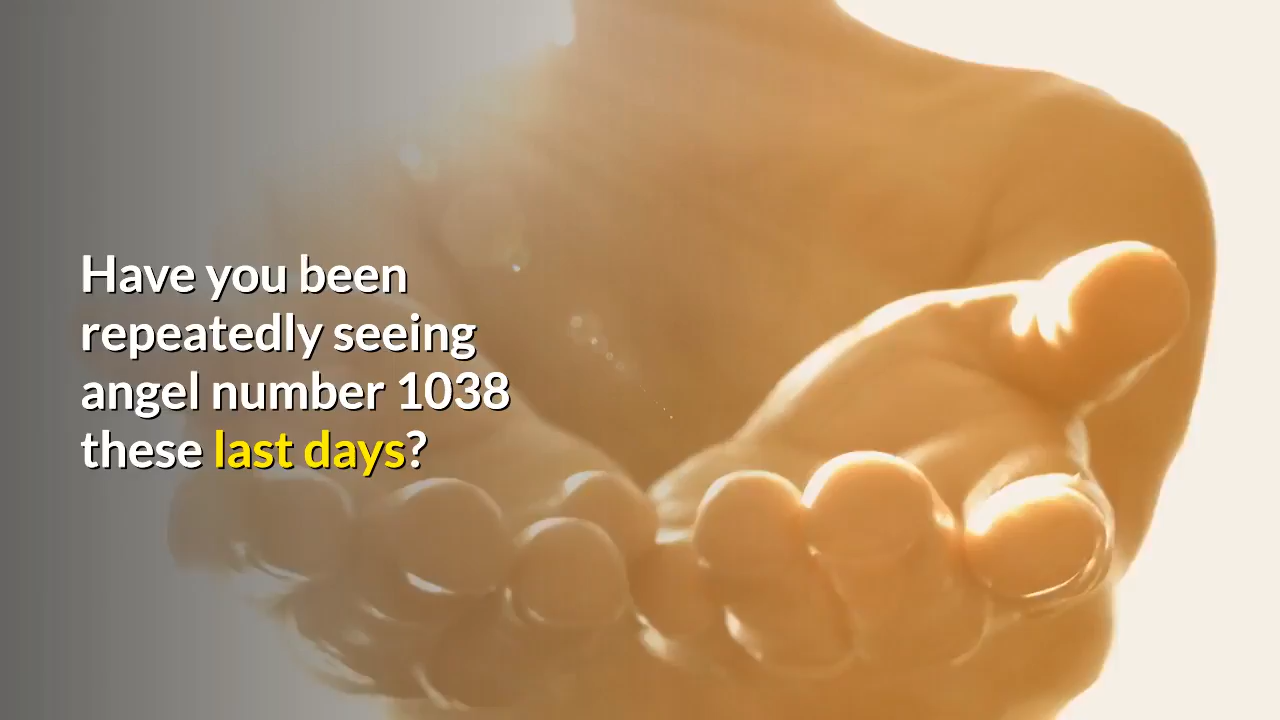 Have you been
repeatedly seeing
angel number 1038
these last days?